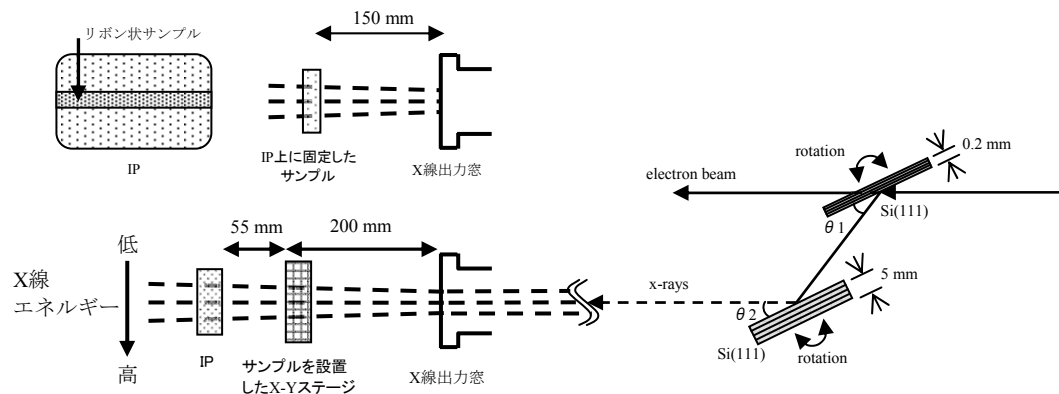 リボン状サンプル
IP
150 mm
IP上に固定した
サンプル
X線出力窓
低
X線
エネルギー
高
55 mm
200 mm
IP
サンプルを設置
したX-Yステージ
X線出力窓
rotation
0.2 mm
electron beam
Si(111)
θ1
5 mm
x-rays
θ2
Si(111)
rotation